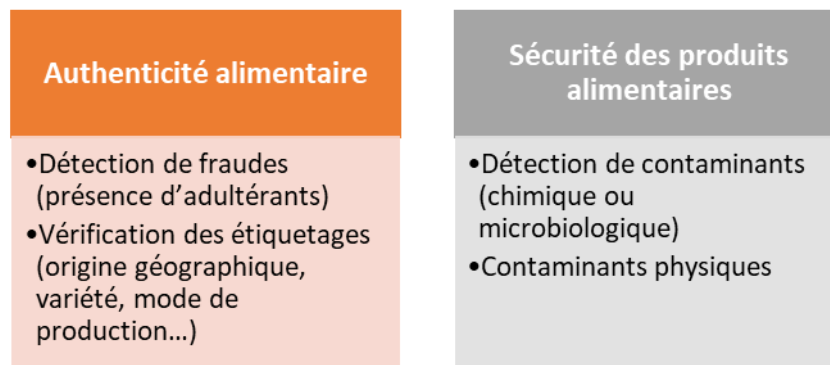 Authenticité alimentaire
•Détection de fraudes
(présence d’adultérants)
•Vérification des étiquetages
(origine géographique,
variété, mode de
production…)
Sécurité des produits
alimentaires
•Détection de contaminants
(chimique ou
microbiologique)
•Contaminants physiques